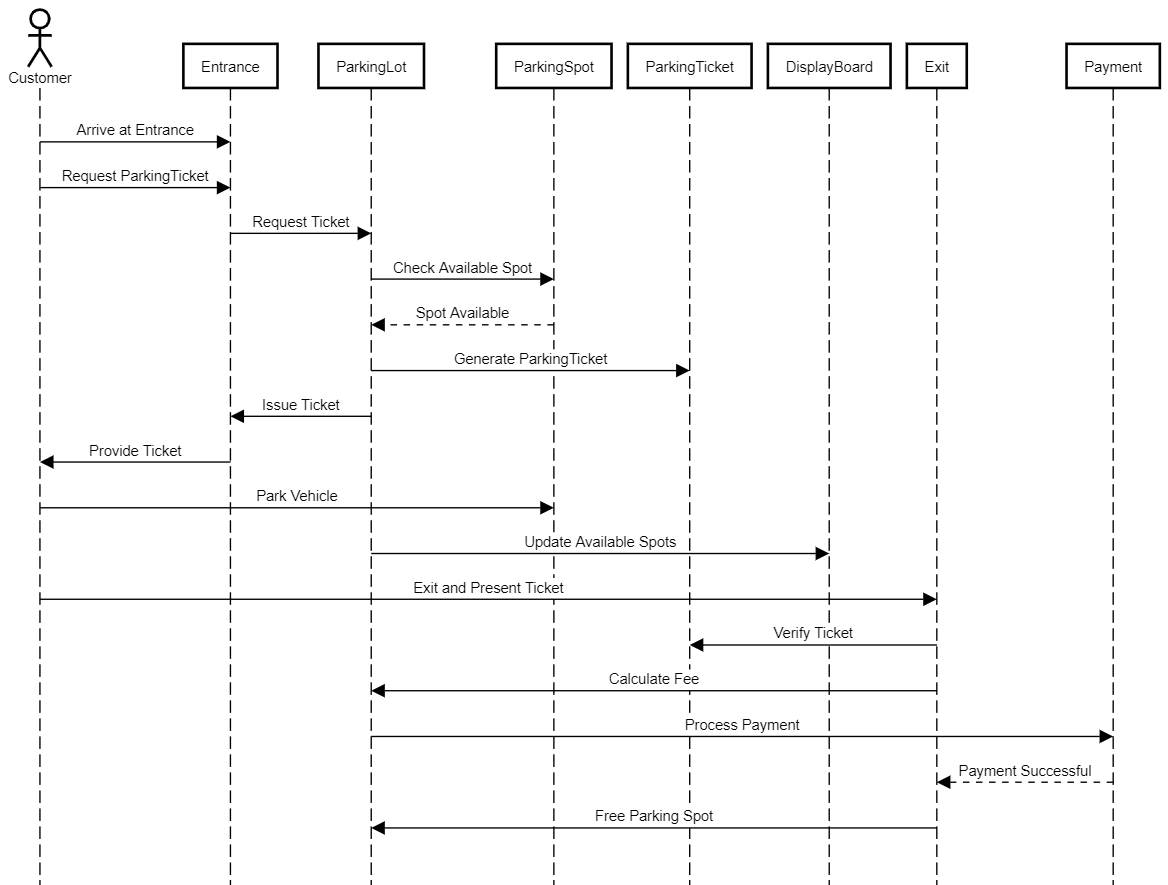 Customer
Entrance
ParkingLot
ParkingSpot
ParkingTicket
DisplayBoard
Exit
Payment
Arrive at Entrance
Request ParkingTicket
Request Ticket
Check Available Spot
Spot Available
Generate ParkingTicket
Issue Ticket
Provide Ticket
Park Vehicle
Update Available Spots
Exit and Present Ticket
Verify Ticket
Calculate Fee
Process Payment
Payment Successful
Free Parking Spot